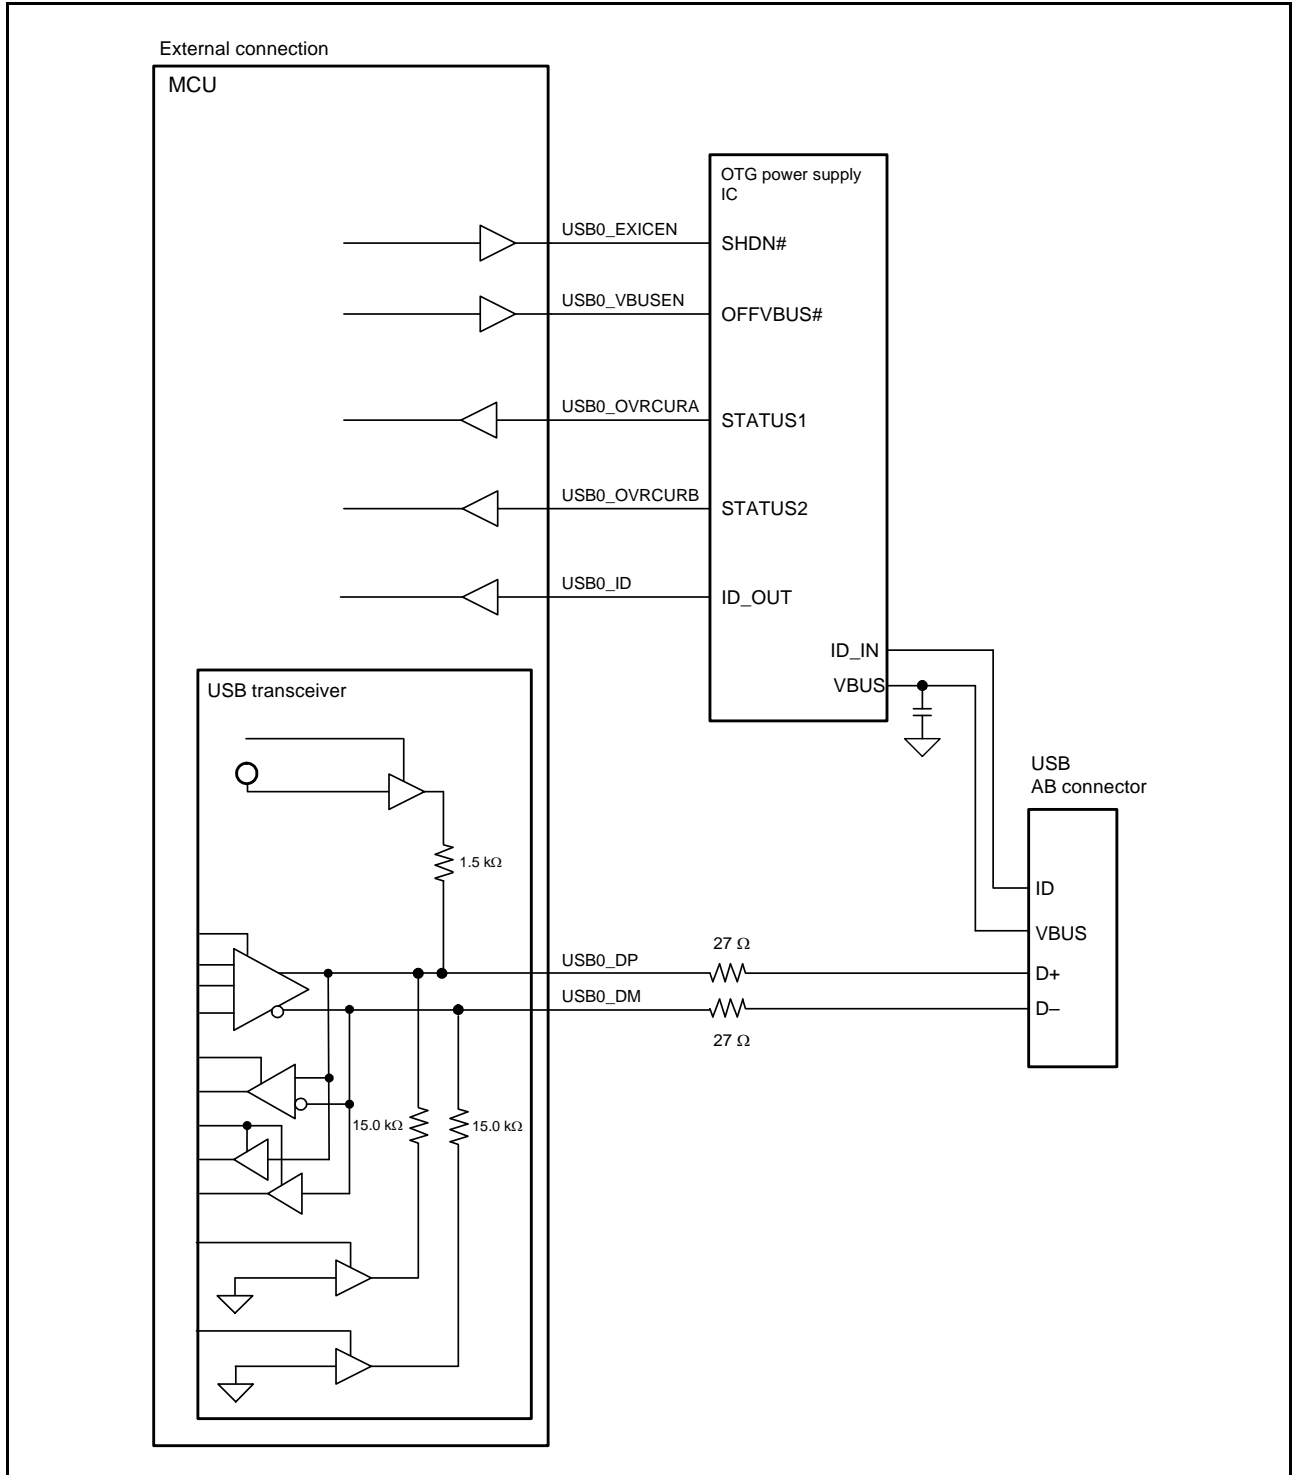 External connection
MCU
OTG power supply
IC
USB0_EXICEN
SHDN#
USB0_VBUSEN
OFFVBUS#
USB0_OVRCURA
STATUS1
USB0_OVRCURB
STATUS2
USB0_ID
ID_OUT
ID_IN
VBUS
USB transceiver
USB
AB connector
1.5 kΩ
ID
VBUS
27 Ω
USB0_DP
D+
USB0_DM
D–
27 Ω
15.0 kΩ
15.0 kΩ